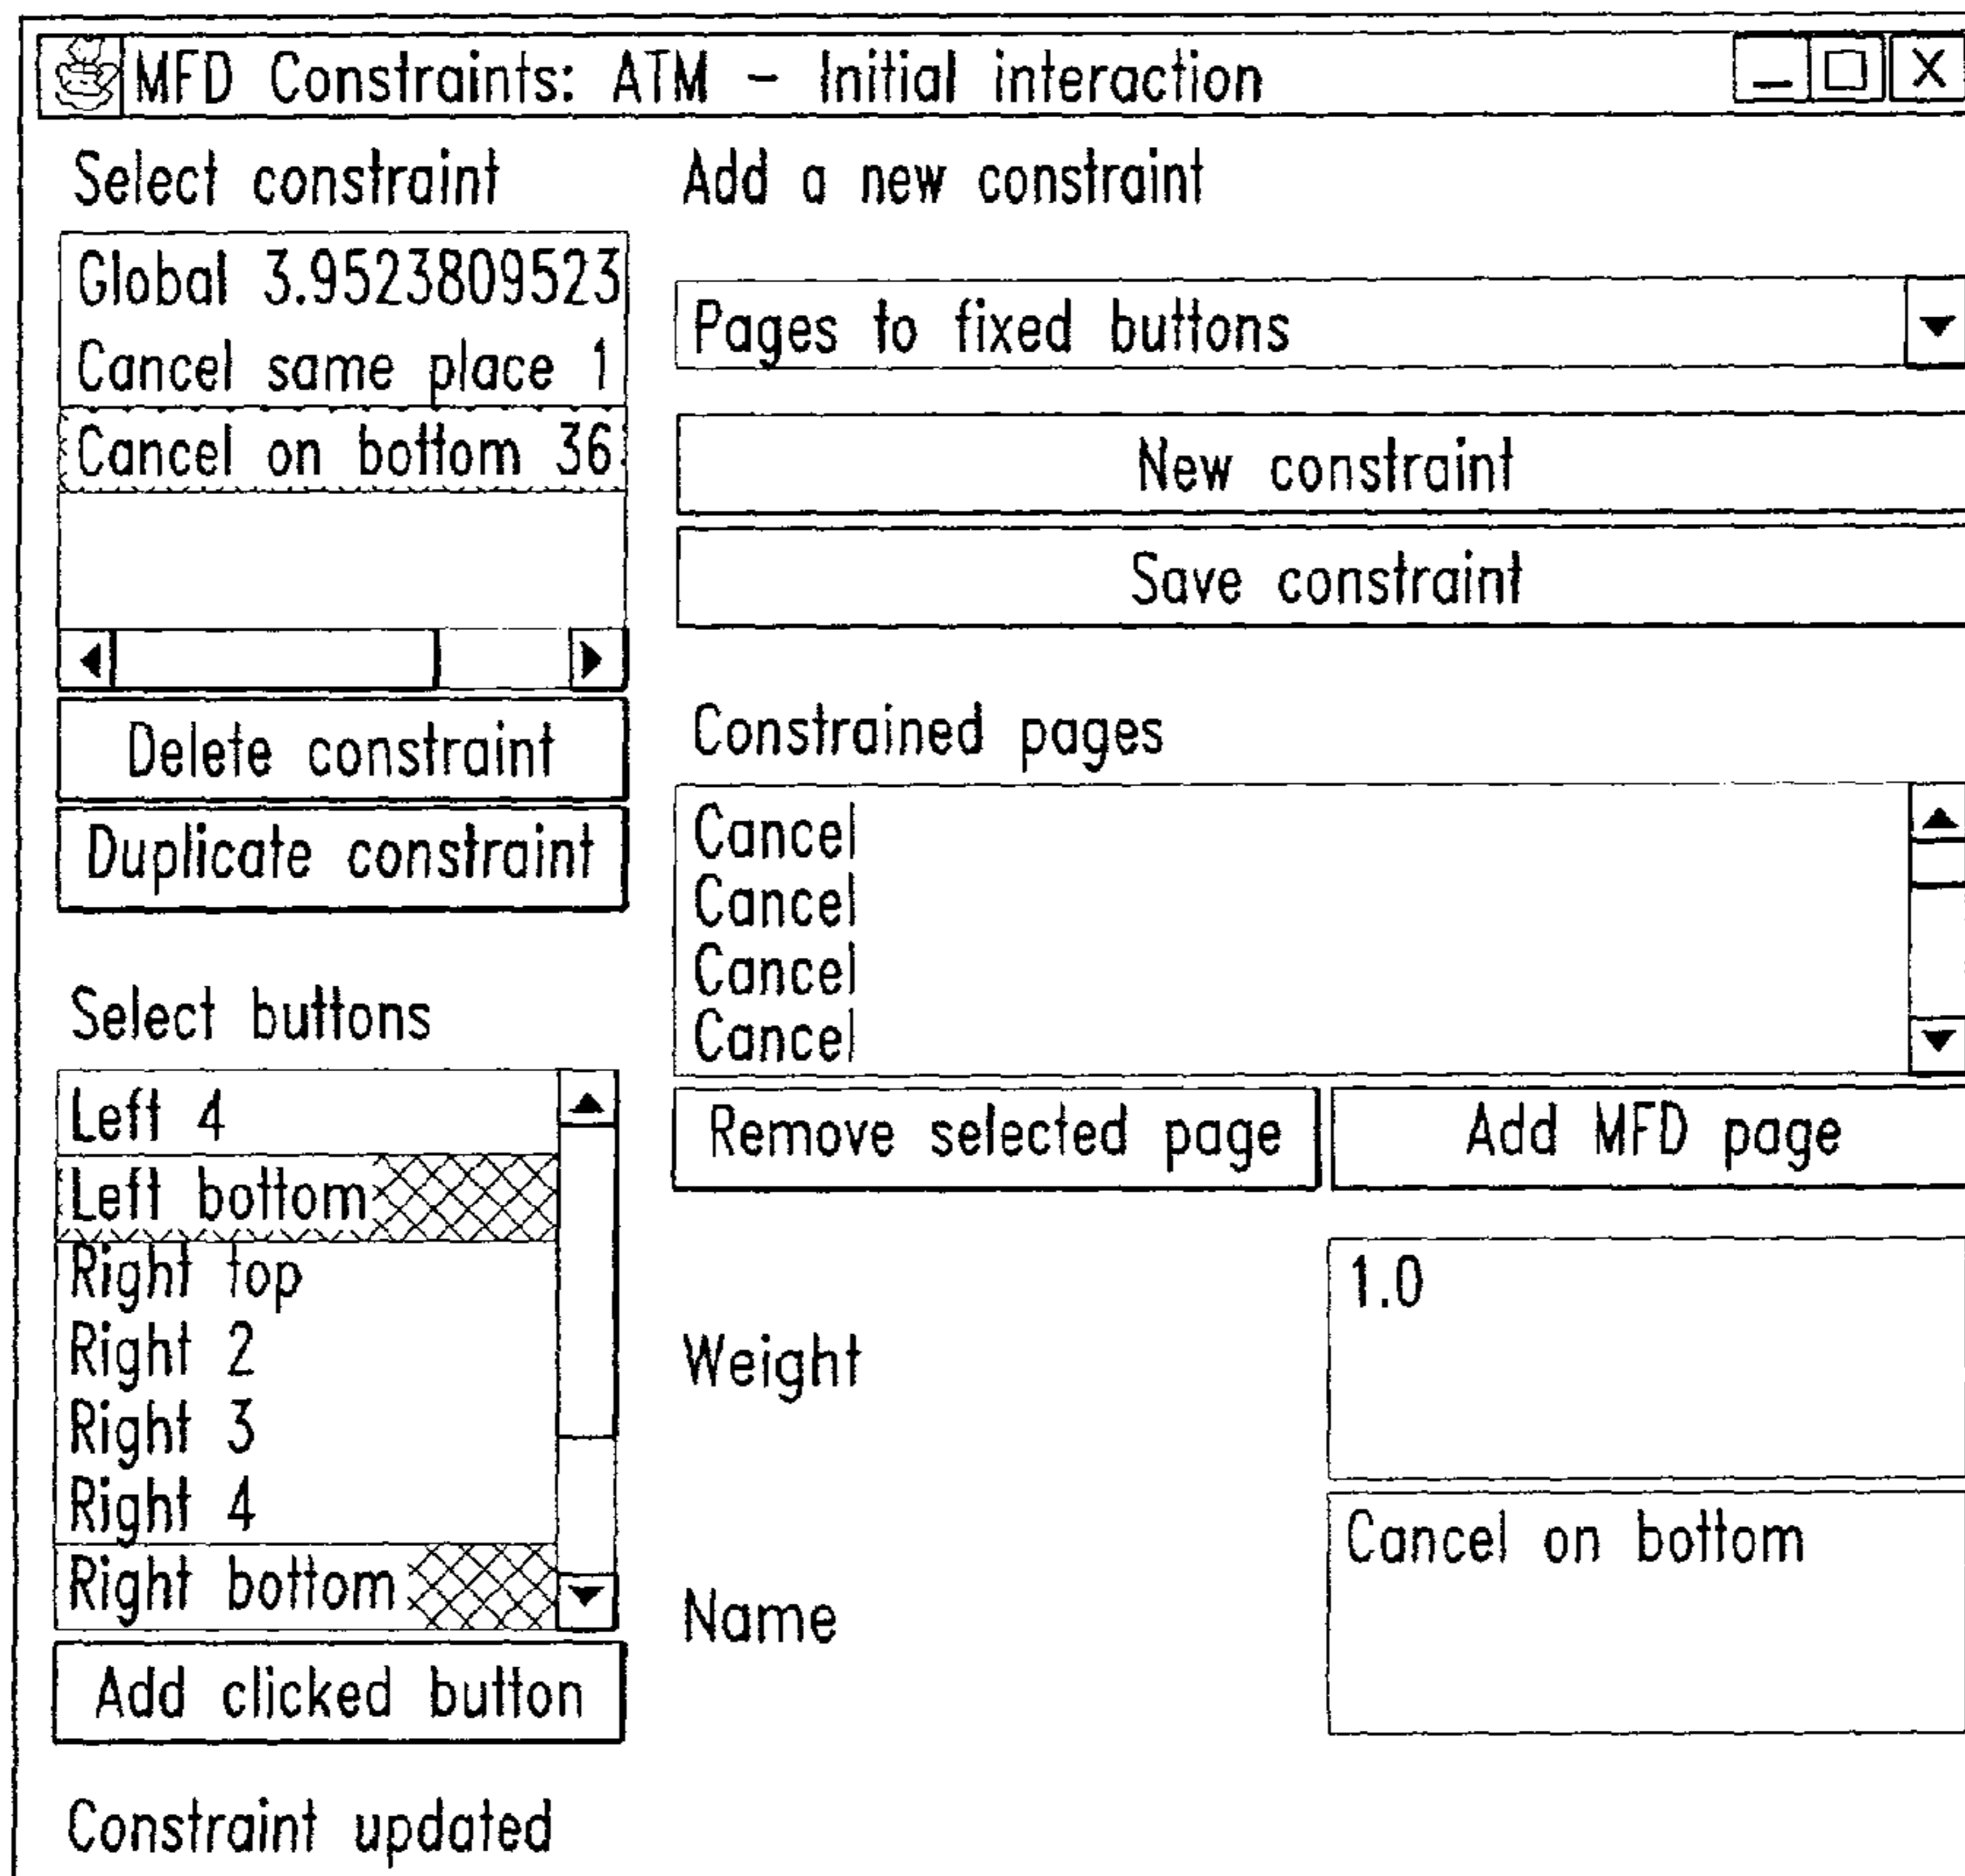 MFD Constraints: ATM - Initial interaction
Select constraint
Global 3.9523809523
Cancel same place 1
Cancel on bottom 36
Delete constraint
Duplicate constraint
Select buttons
Left 4
Left bottom
Right top
Right 2
Right 3
Right 4
Right bottom
Add clicked button
Constraint updated
Add a new constraint
Pages to fixed buttons
New constraint
Save constraint
Constrained pages
Cancel
Cancel
Cancel
Cancel
Remove selected page
Add MFD page
Weight
1.0
Name
Cancel on bottom